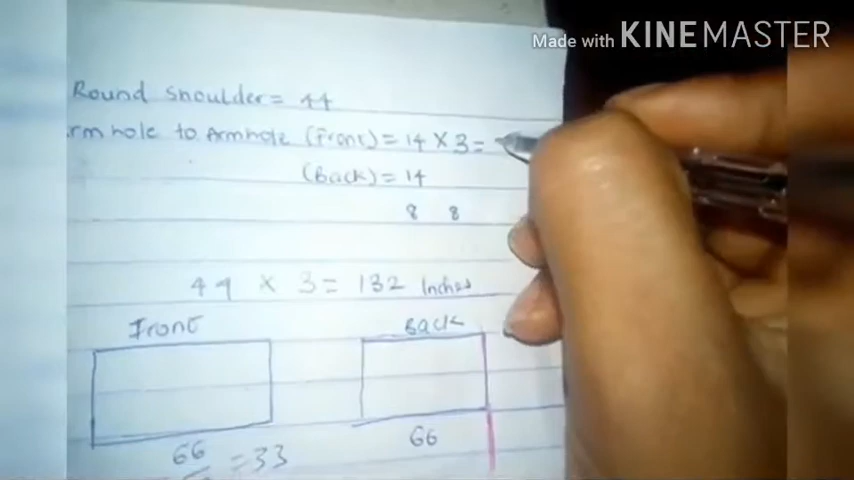 Made with KINEMASTER
Round shoulder = 44
rm hole to Armhole (Front) = 14 × 3 =
(Back) = 14
8 8
44 × 3 = 132 Inches
Front Back
66 = 33 66